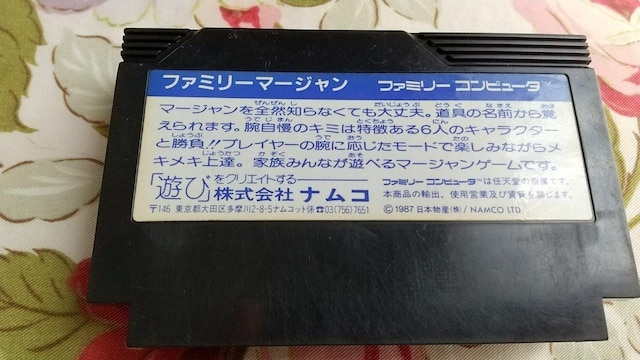 ファミリーマージャン ファミリー コンピュータ™
マージャンを全然知らなくても大丈夫。道具の名前から覚
えられます。腕自慢のキミは特徴ある6人のキャラクター
と勝負!!プレイヤーの腕に応じたモードで楽しみながらメ
キメキ上達。家族みんなが遊べるマージャンゲームです。
「遊び」をクリエイトする
株式会社 ナムコ
〒146 東京都大田区多摩川2-8-5ナムコット係☎03(756)7651
ファミリー コンピュータ™は任天堂の商標です。
本商品の輸出、使用営業及び賃貸を禁じます。
©1987 日本物産(株)/NAMCO LTD